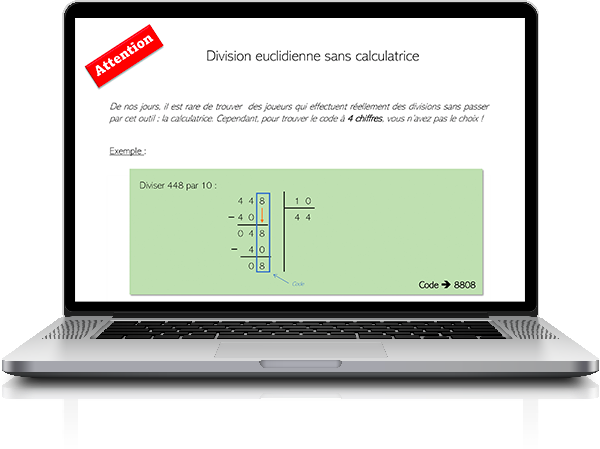 Attention
Division euclidienne sans calculatrice
De nos jours, il est rare de trouver des joueurs qui effectuent réellement des divisions sans passer
par cet outil : la calculatrice. Cependant, pour trouver le code à 4 chiffres, vous n'avez pas le choix !
Exemple :
Diviser 448 par 10 :
4 4 8 1 0
– 4 0 4 4
0 4 8
– 4 0
0 8
Code
Code ➔ 8808